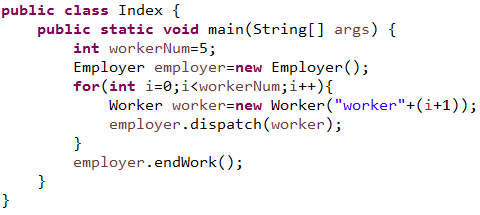 public class Index {
    public static void main(String[] args) {
        int workerNum=5;
        Employer employer=new Employer();
        for(int i=0;i<workerNum;i++){
            Worker worker=new Worker("worker"+(i+1));
            employer.dispatch(worker);
        }
        employer.endWork();
    }
}